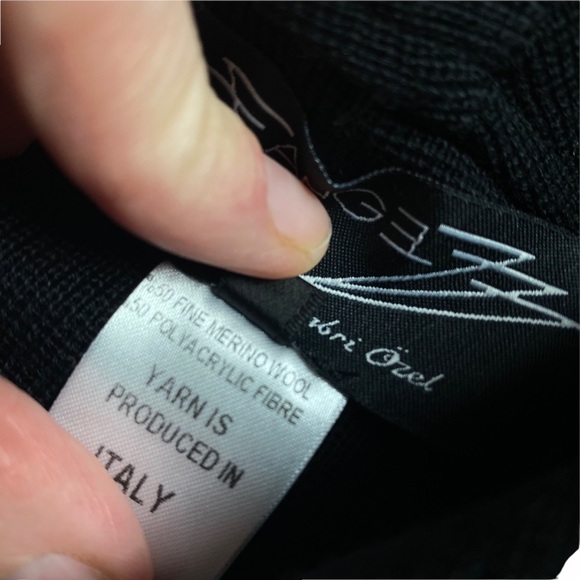 Özel
%50 FINE MERINO WOOL
%50 POLYACRYLIC FIBRE
YARN IS
PRODUCED IN
ITALY